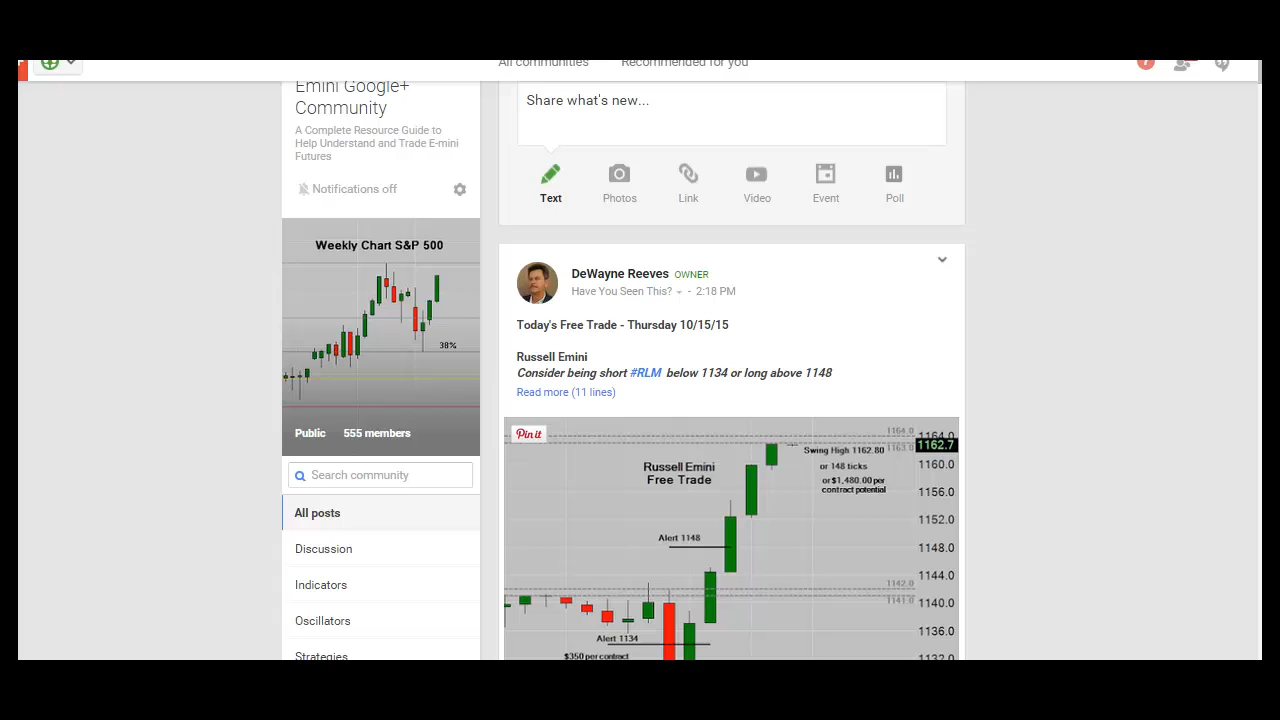 All communities
Recommended for you
7
Emini Google+
Community
A Complete Resource Guide to
Help Understand and Trade E-mini
Futures
Notifications off
Weekly Chart S&P 500
38%
Public 555 members
Search community
All posts
Discussion
Indicators
Oscillators
Strategies
Share what's new...
Text
Photos
Link
Video
Event
Poll
DeWayne Reeves OWNER
Have You Seen This? - 2:18 PM
Today's Free Trade - Thursday 10/15/15
Russell Emini
Consider being short #RLM below 1134 or long above 1148
Read more (11 lines)
Pin it
Russell Emini
Free Trade
Swing High 1162.80
or 148 ticks
or $1,480.00 per
contract potential
Alert 1148
Alert 1134
$350 per contract
1164.0
1163.0
1142.0
1141.0
1164.0
1162.7
1160.0
1156.0
1152.0
1148.0
1144.0
1140.0
1136.0
1132.0